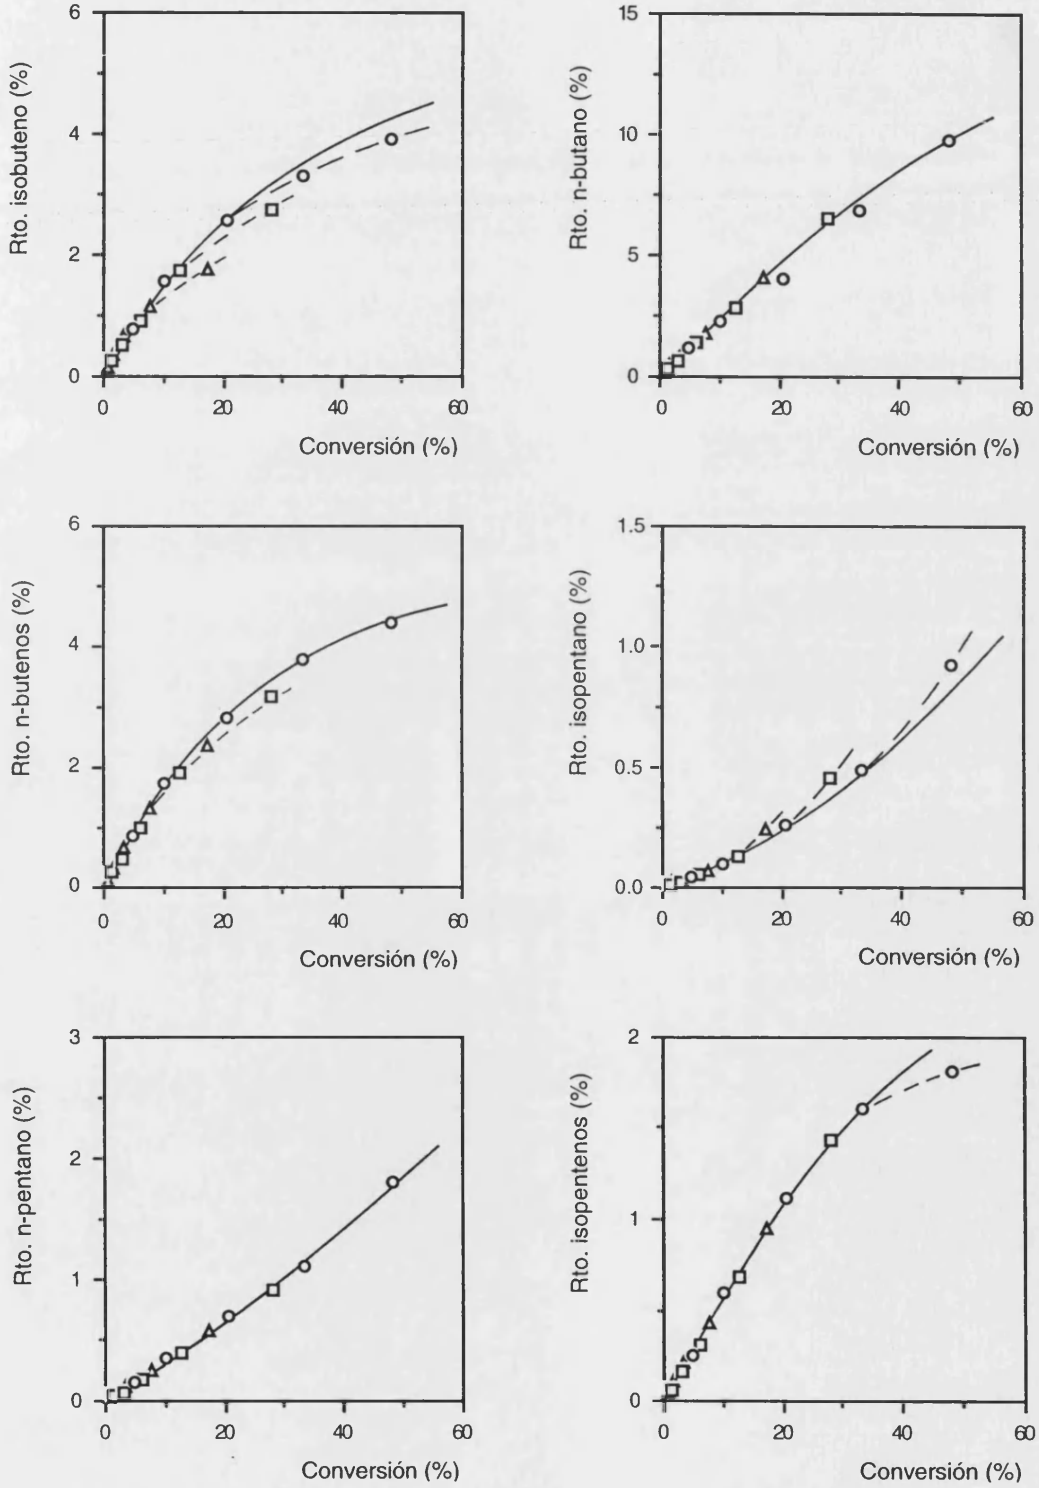 Rto. isobuteno (%)
6
4
2
0
0 20 40 60
Conversión (%)
Rto. n-butano (%)
15
10
5
0
0 20 40 60
Conversión (%)
Rto. n-butenos (%)
6
4
2
0
0 20 40 60
Conversión (%)
Rto. isopentano (%)
1.5
1.0
0.5
0.0
0 20 40 60
Conversión (%)
Rto. n-pentano (%)
3
2
1
0
0 20 40 60
Conversión (%)
Rto. isopentenos (%)
2
1
0
0 20 40 60
Conversión (%)